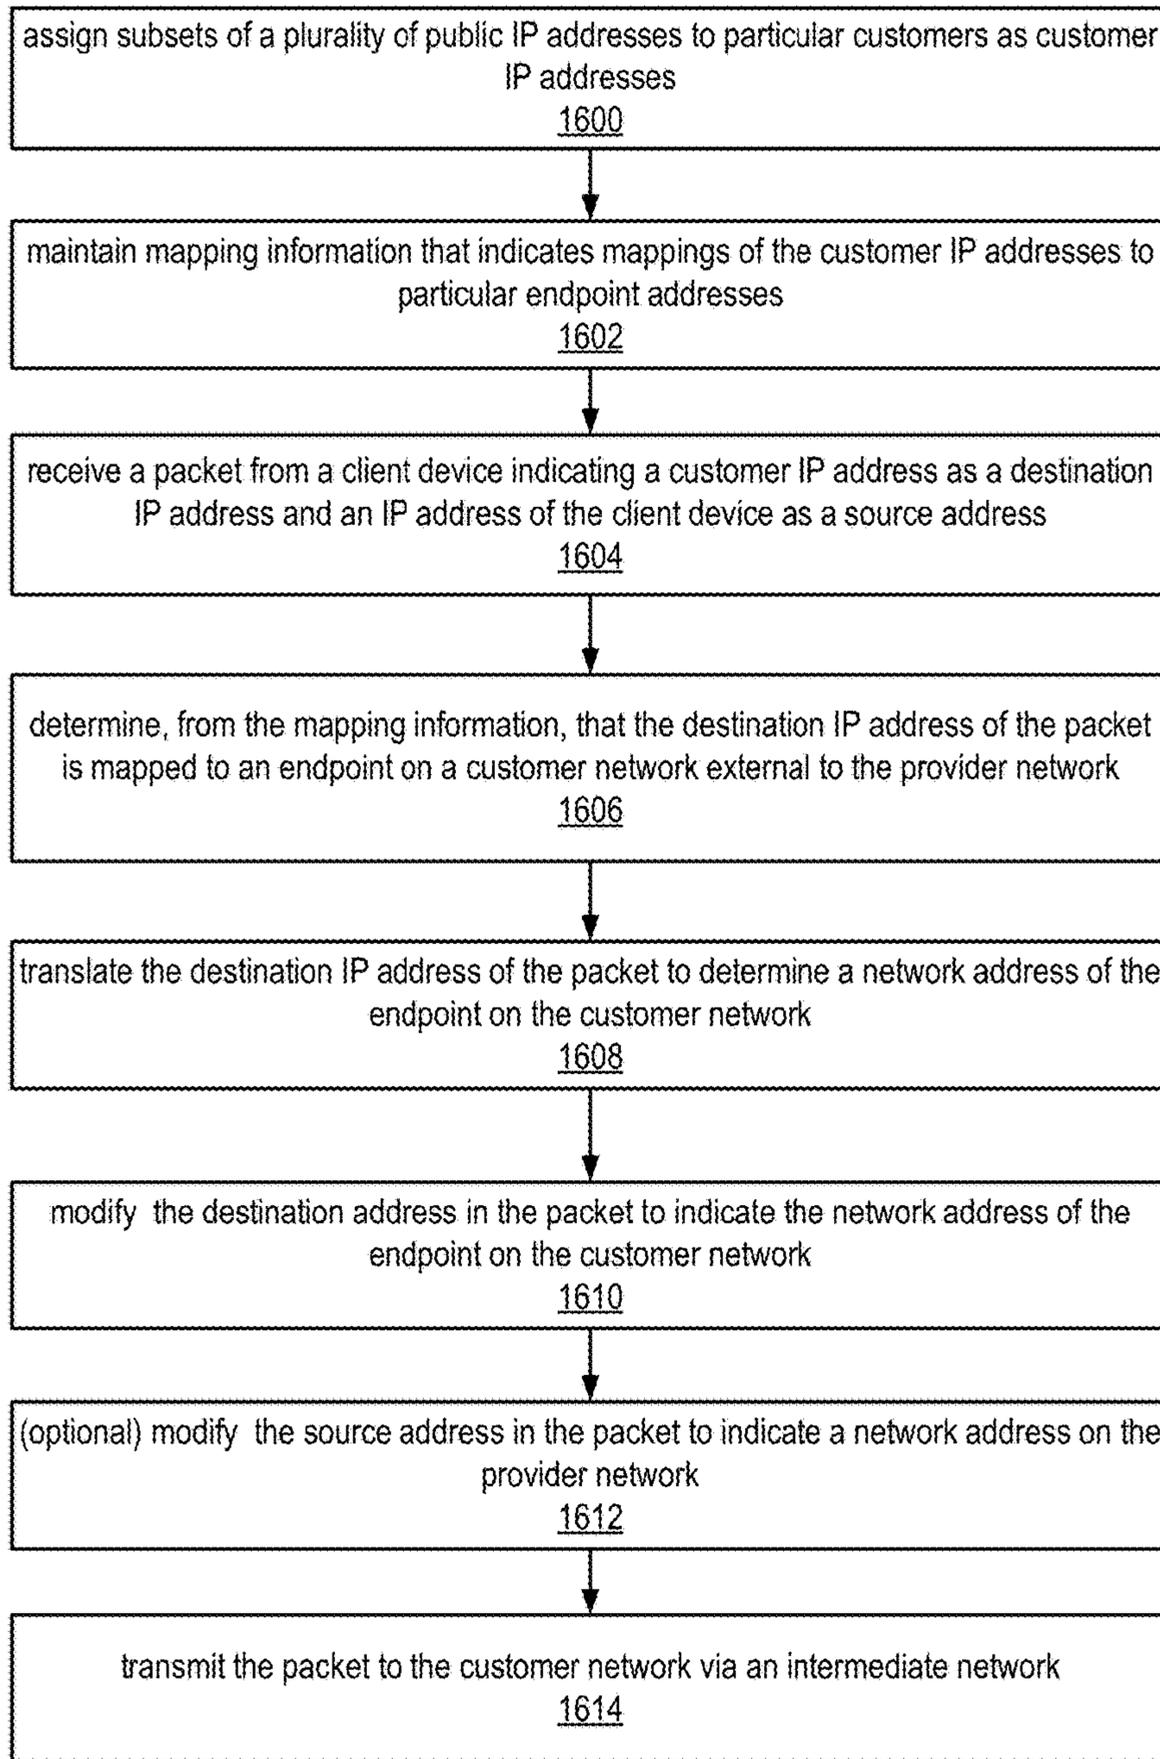 assign subsets of a plurality of public IP addresses to particular customers as customer
IP addresses
1600
maintain mapping information that indicates mappings of the customer IP addresses to
particular endpoint addresses
1602
receive a packet from a client device indicating a customer IP address as a destination
IP address and an IP address of the client device as a source address
1604
determine, from the mapping information, that the destination IP address of the packet
is mapped to an endpoint on a customer network external to the provider network
1606
translate the destination IP address of the packet to determine a network address of the
endpoint on the customer network
1608
modify the destination address in the packet to indicate the network address of the
endpoint on the customer network
1610
(optional) modify the source address in the packet to indicate a network address on the
provider network
1612
transmit the packet to the customer network via an intermediate network
1614